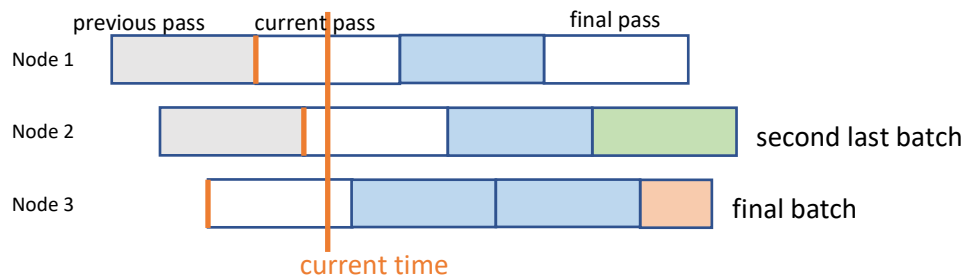 previous pass
current pass
final pass
Node 1
Node 2
second last batch
Node 3
final batch
current time